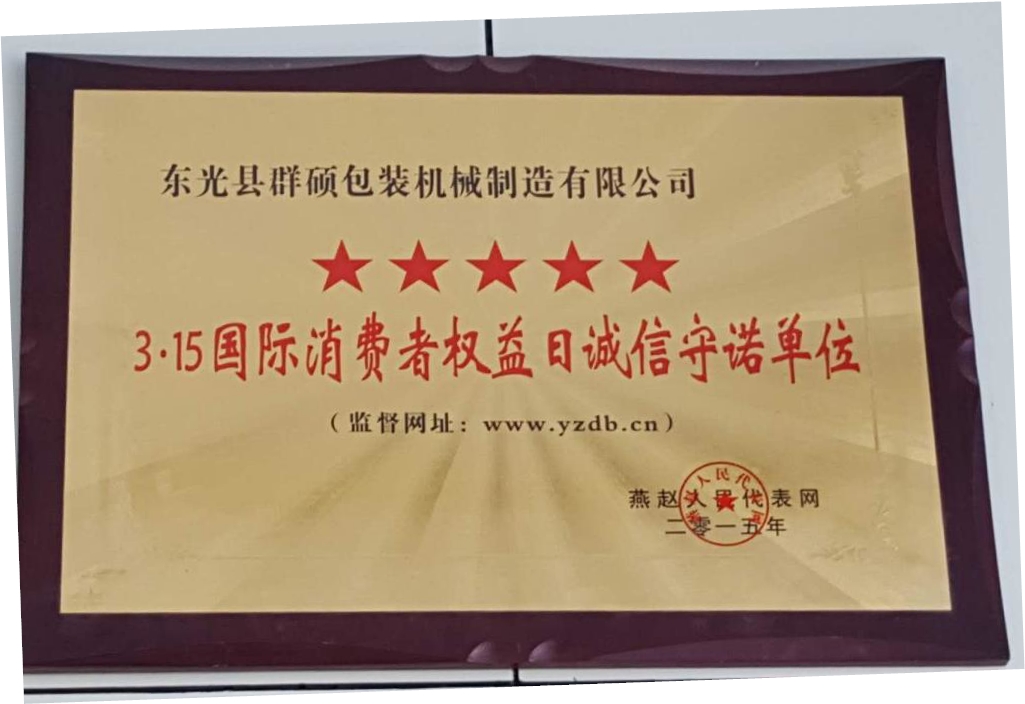 东光县群硕包装机械制造有限公司
★★★★★
3·15国际消费者权益日诚信守诺单位
（监督网址：www.yzdb.cn）
燕赵人民代表网
二零一五年